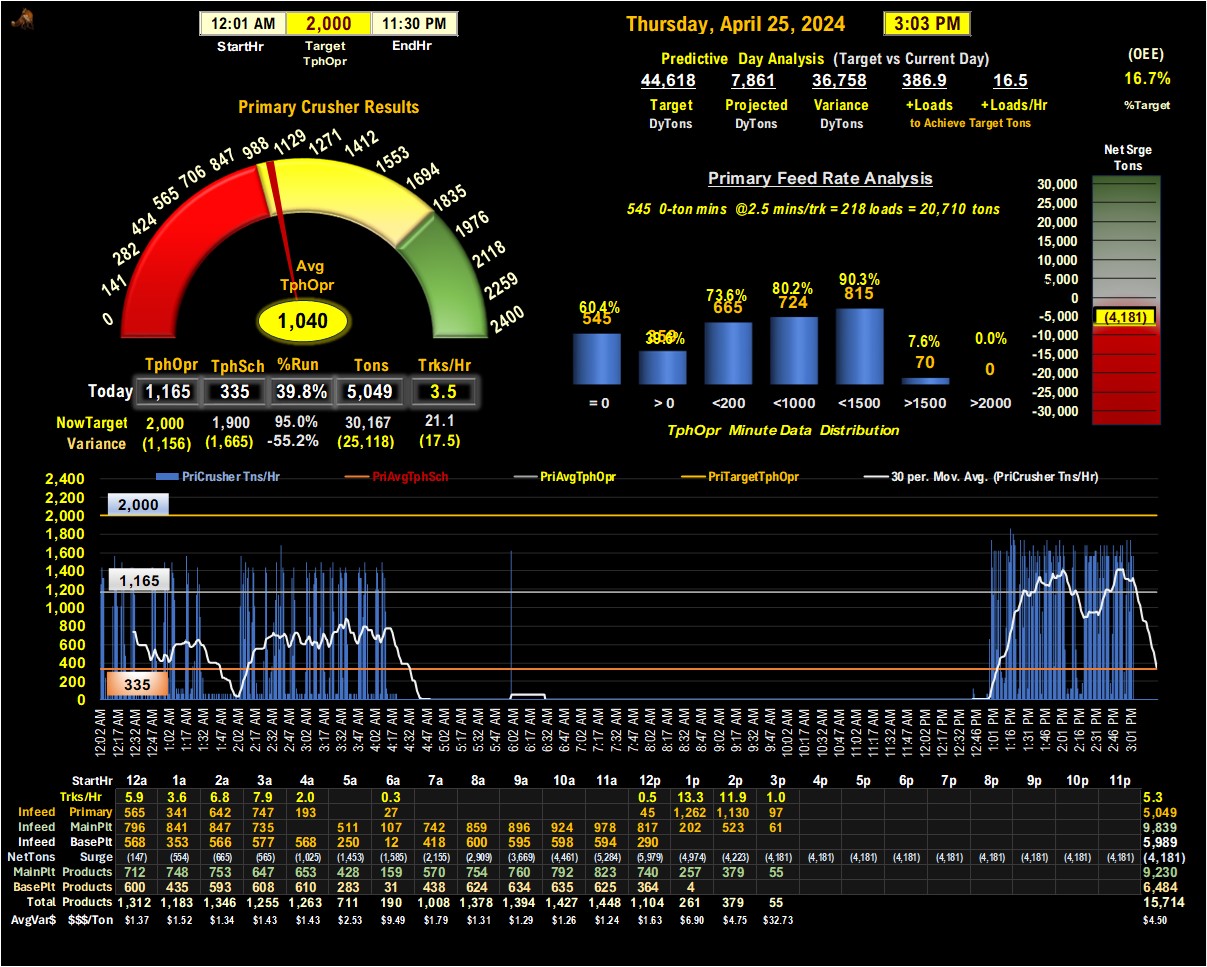 12:01 AM 2,000 11:30 PM
StartHr Target EndHr
TphOpr
Thursday, April 25, 2024 3:03 PM
Predictive Day Analysis (Target vs Current Day)
44,618 7,861 36,758 386.9 16.5
Target Projected Variance +Loads +Loads/Hr
DyTons DyTons DyTons to Achieve Target Tons
(OEE)
16.7%
%Target
Primary Crusher Results
0 141 282 424 565 706 847 988 1129 1271 1412 1553 1694 1835 1976 2118 2259 2400
Avg
TphOpr
1,040
TphOpr TphSch %Run Tons Trks/Hr
Today 1,165 335 39.8% 5,049 3.5
NowTarget 2,000 1,900 95.0% 30,167 21.1
Variance (1,156) (1,665) -55.2% (25,118) (17.5)
Primary Feed Rate Analysis
545 0-ton mins @2.5 mins/trk = 218 loads = 20,710 tons
60.4% 39.6% 73.6% 80.2% 90.3% 7.6% 0.0%
545 665 724 815 70 0
= 0 > 0 <200 <1000 <1500 >1500 >2000
TphOpr Minute Data Distribution
Net Srge
Tons
30,000
25,000
20,000
15,000
10,000
5,000
0
-5,000
-10,000
-15,000
-20,000
-25,000
-30,000
(4,181)
PriCrusher Tns/Hr PriAvgTphSch PriAvgTphOpr PriTargetTphOpr 30 per. Mov. Avg. (PriCrusher Tns/Hr)
2,400
2,200
2,000
1,800
1,600
1,400
1,200
1,000
800
600
400
200
0
2,000
1,165
335
12:02 AM 12:17 AM 12:32 AM 12:47 AM 1:02 AM 1:17 AM 1:32 AM 1:47 AM 2:02 AM 2:17 AM 2:32 AM 2:47 AM 3:02 AM 3:17 AM 3:32 AM 3:47 AM 4:02 AM 4:17 AM 4:32 AM 4:47 AM 5:02 AM 5:17 AM 5:32 AM 5:47 AM 6:02 AM 6:17 AM 6:32 AM 6:47 AM 7:02 AM 7:17 AM 7:32 AM 7:47 AM 8:02 AM 8:17 AM 8:32 AM 8:47 AM 9:02 AM 9:17 AM 9:32 AM 9:47 AM 10:02 AM 10:17 AM 10:32 AM 10:47 AM 11:02 AM 11:17 AM 11:32 AM 11:47 AM 12:02 PM 12:17 PM 12:32 PM 12:46 PM 1:01 PM 1:16 PM 1:31 PM 1:46 PM 2:01 PM 2:16 PM 2:31 PM 2:46 PM 3:01 PM
StartHr 12a 1a 2a 3a 4a 5a 6a 7a 8a 9a 10a 11a 12p 1p 2p 3p 4p 5p 6p 7p 8p 9p 10p 11p
Trks/Hr 5.9 3.6 6.8 7.9 2.0 0.3 0.5 13.3 11.9 1.0 5.3
Infeed Primary 565 341 642 747 193 27 45 1,262 1,130 97 5,049
Infeed MainPlt 796 841 847 735 511 107 742 859 896 924 978 817 202 523 61 9,839
Infeed BasePlt 568 353 566 577 568 250 12 418 600 595 598 594 290 5,989
NetTons Surge (147) (554) (665) (565) (1,025) (1,453) (1,585) (2,155) (2,909) (3,669) (4,461) (5,284) (5,979) (4,974) (4,223) (4,181) (4,181) (4,181) (4,181) (4,181) (4,181) (4,181) (4,181) (4,181) (4,181)
MainPlt Products 712 748 753 647 653 428 159 570 754 760 792 823 740 257 379 55 9,230
BasePlt Products 600 435 593 608 610 283 31 438 624 634 635 625 364 4 6,484
Total Products 1,312 1,183 1,346 1,255 1,263 711 190 1,008 1,378 1,394 1,427 1,448 1,104 261 379 55 15,714
AvgVar$ $$$/Ton $1.37 $1.52 $1.34 $1.43 $1.43 $2.53 $9.49 $1.79 $1.31 $1.29 $1.26 $1.24 $1.63 $6.90 $4.75 $32.73 $4.50